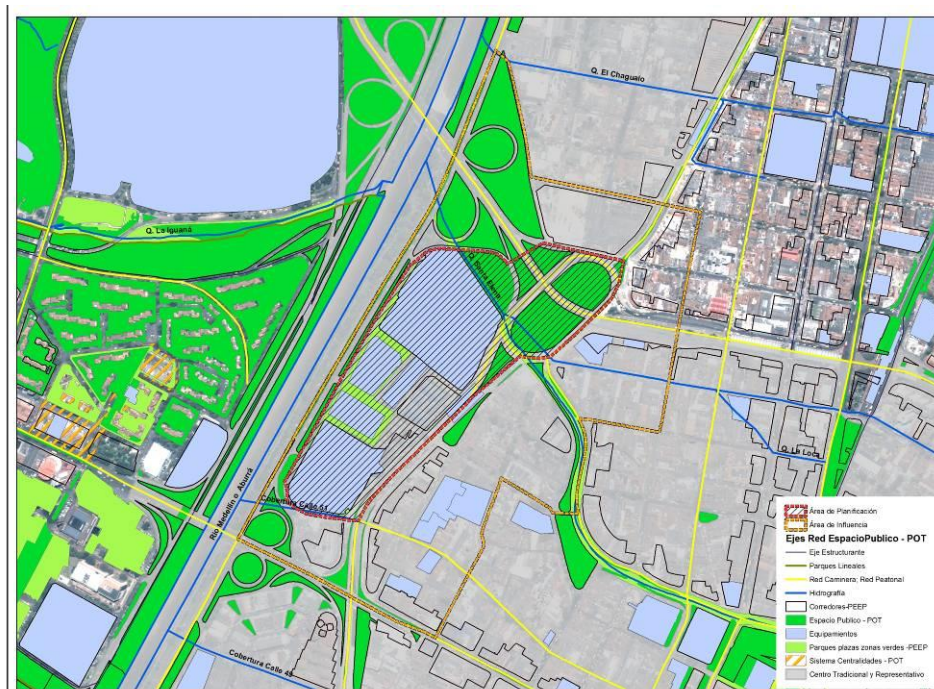 Q. El Chagualo
Q. La Iguaná
Q. Santa Elena
Río Medellín o Aburrá
Q. La Loca
Cobertura Calle 51
Cobertura Calle 49
Área de Planificación
Área de Influencia
Ejes Red EspacioPublico - POT
Eje Estructurante
Parques Lineales
Red Caminera; Red Peatonal
Hidrografía
Corredores-PEEP
Espacio Publico - POT
Equipamientos
Parques plazas zonas verdes -PEEP
Sistema Centralidades - POT
Centro Tradicional y Representativo